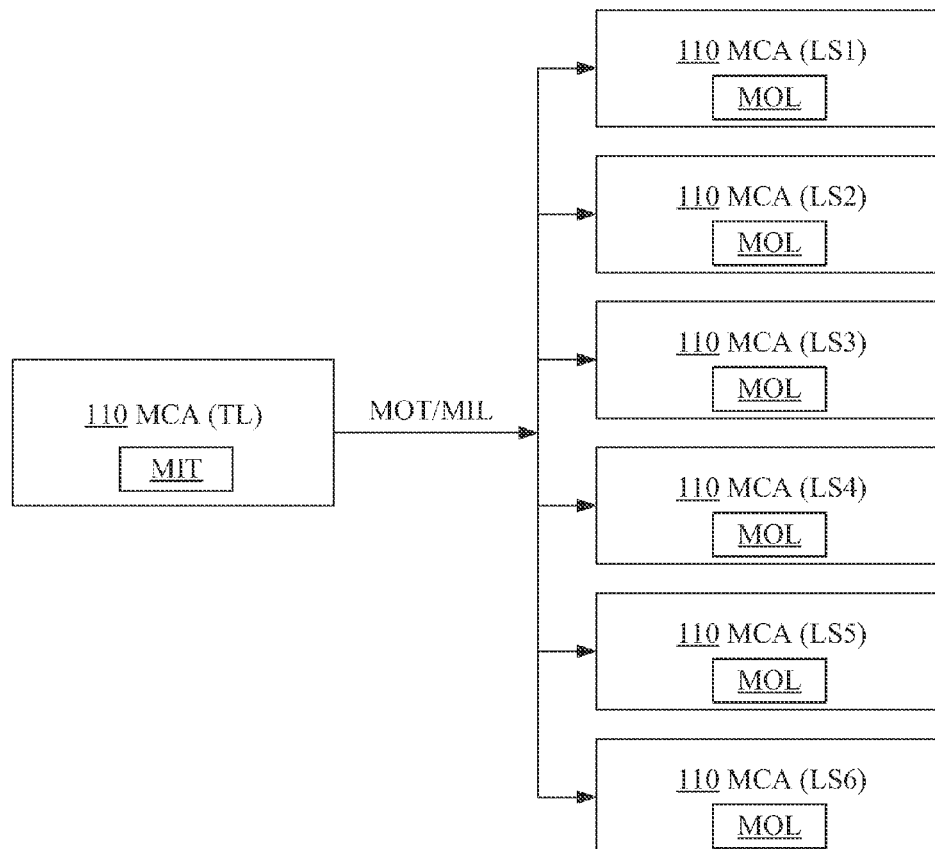 110 MCA (LS1)
MOL
110 MCA (LS2)
MOL
110 MCA (LS3)
MOL
110 MCA (TL)
MIT
MOT/MIL
110 MCA (LS4)
MOL
110 MCA (LS5)
MOL
110 MCA (LS6)
MOL